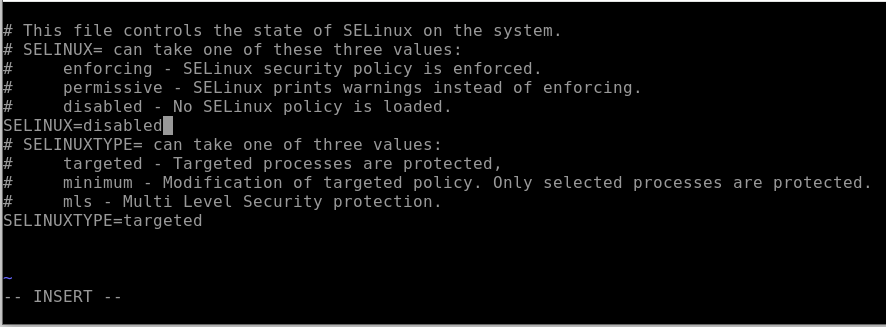 # This file controls the state of SELinux on the system.
# SELINUX= can take one of these three values:
#     enforcing - SELinux security policy is enforced.
#     permissive - SELinux prints warnings instead of enforcing.
#     disabled - No SELinux policy is loaded.
SELINUX=disabled
# SELINUXTYPE= can take one of three values:
#     targeted - Targeted processes are protected,
#     minimum - Modification of targeted policy. Only selected processes are protected.
#     mls - Multi Level Security protection.
SELINUXTYPE=targeted
~
-- INSERT --